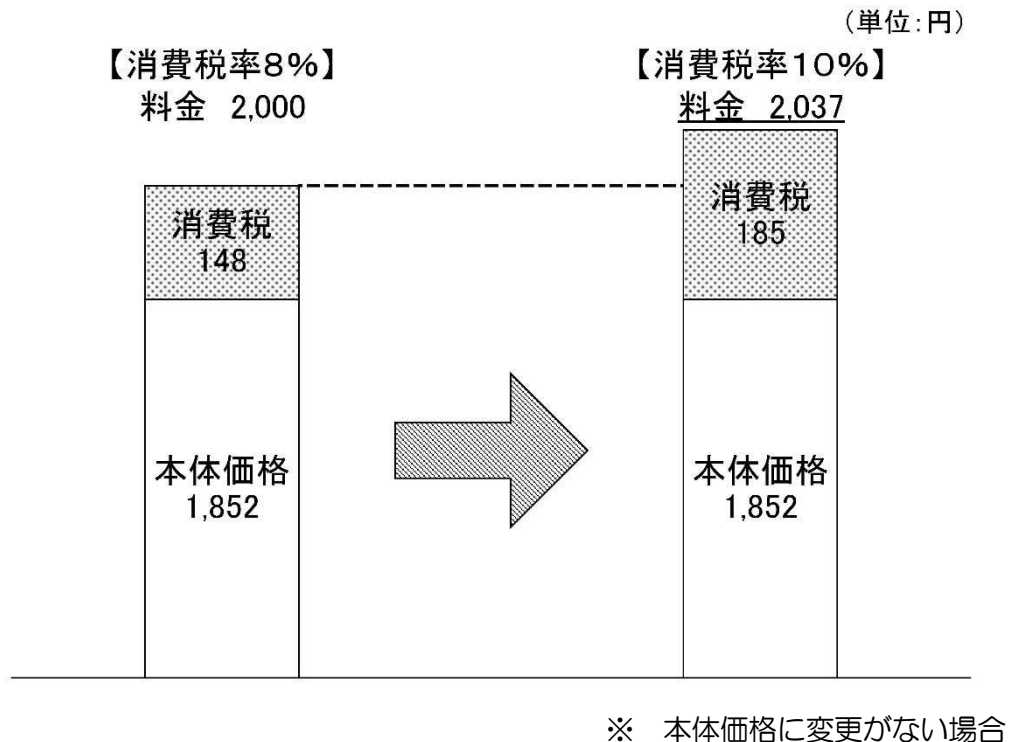 （単位：円）
【消費税率８％】
料金 2,000
消費税
148
本体価格
1,852
【消費税率１０％】
料金 2,037
消費税
185
本体価格
1,852
※ 本体価格に変更がない場合